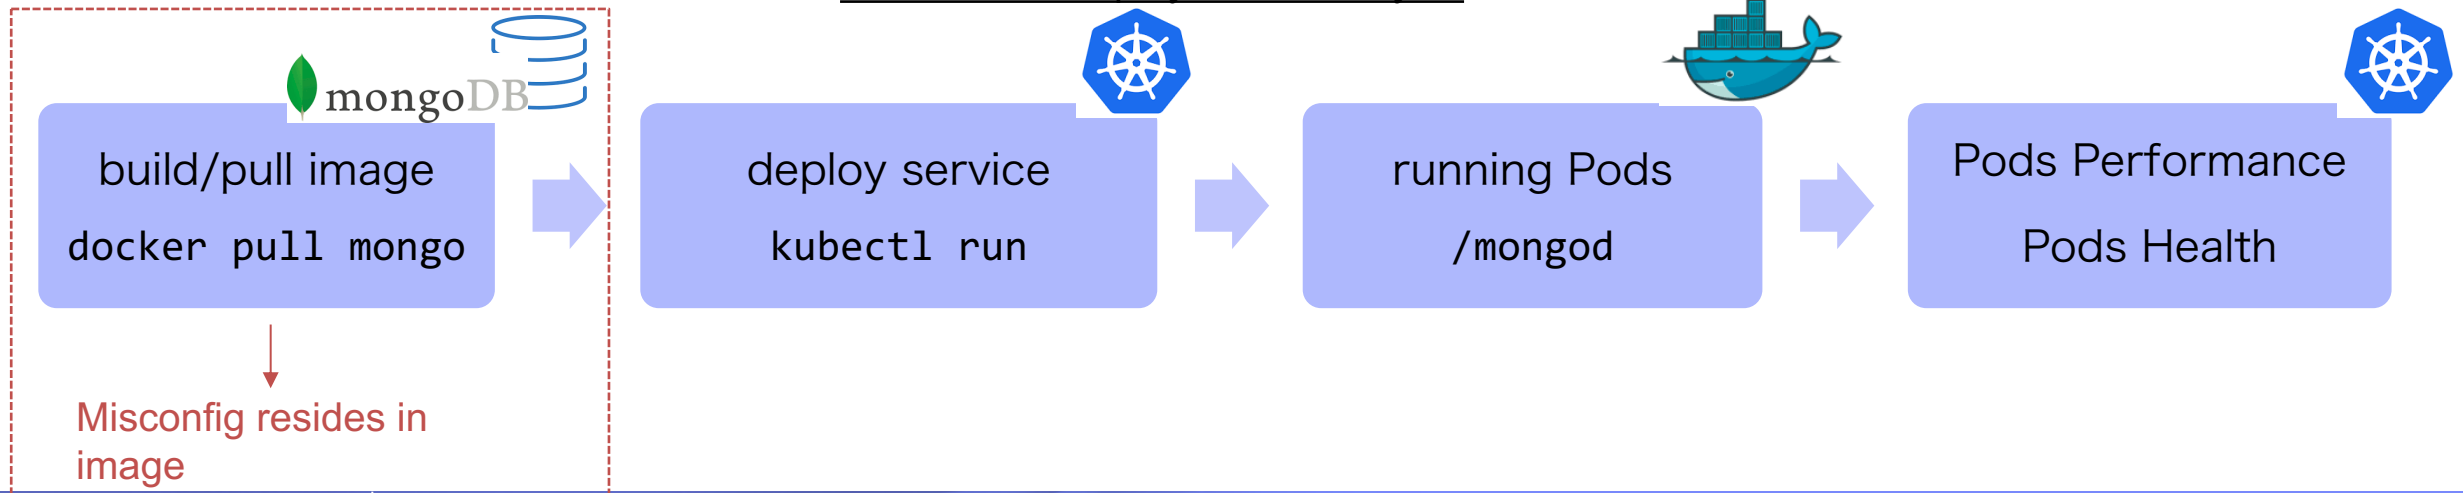 mongoDB
build/pull image
docker pull mongo
deploy service
kubectl run
running Pods
/mongod
Pods Performance
Pods Health
Misconfig resides in
image